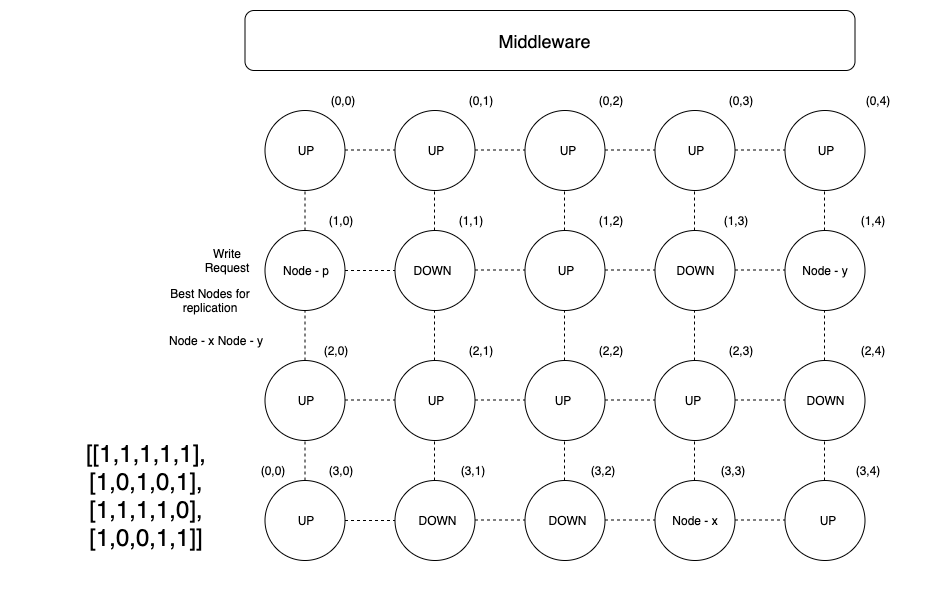 Middleware
(0,0)
(0,1)
(0,2)
(0,3)
(0,4)
UP
UP
UP
UP
UP
(1,0)
(1,1)
(1,2)
(1,3)
(1,4)
Write
Request
Node - p
DOWN
UP
DOWN
Node - y
Best Nodes for
replication
Node - x Node - y
(2,0)
(2,1)
(2,2)
(2,3)
(2,4)
UP
UP
UP
UP
DOWN
[[1,1,1,1,1],
[1,0,1,0,1],
[1,1,1,1,0],
[1,0,0,1,1]]
(0,0)
(3,0)
(3,1)
(3,2)
(3,3)
(3,4)
UP
DOWN
DOWN
Node - x
UP